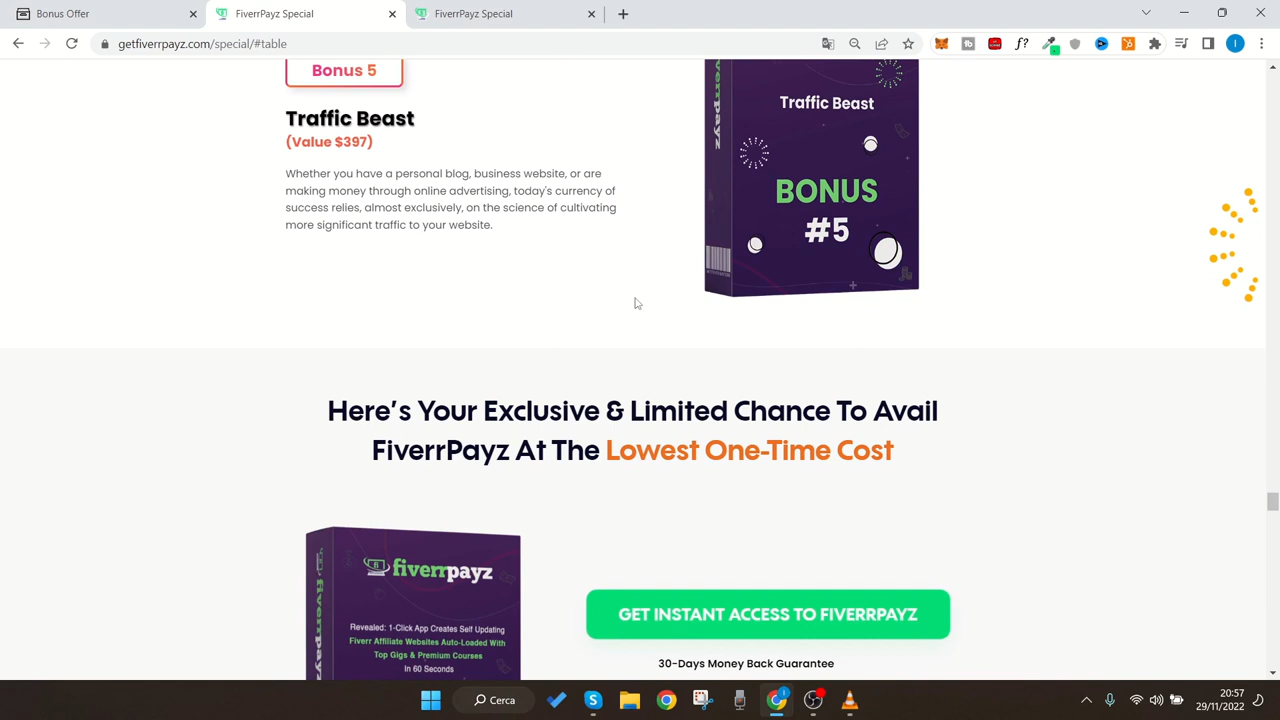 Bonus Offer
FiverrPayz Special
FiverrPayz Special
getfiverrpayz.com/special/#table
Bonus 5
Traffic Beast
(Value $397)
Whether you have a personal blog, business website, or are
making money through online advertising, today's currency of
success relies, almost exclusively, on the science of cultivating
more significant traffic to your website.
Traffic Beast
BONUS
#5
Here's Your Exclusive & Limited Chance To Avail
FiverrPayz At The Lowest One-Time Cost
fiverrpayz
Revealed: 1-Click App Creates Self Updating
Fiverr Affiliate Websites Auto-Loaded With
Top Gigs & Premium Courses
In 60 Seconds
GET INSTANT ACCESS TO FIVERRPAYZ
30-Days Money Back Guarantee
Cerca
20:57
29/11/2022